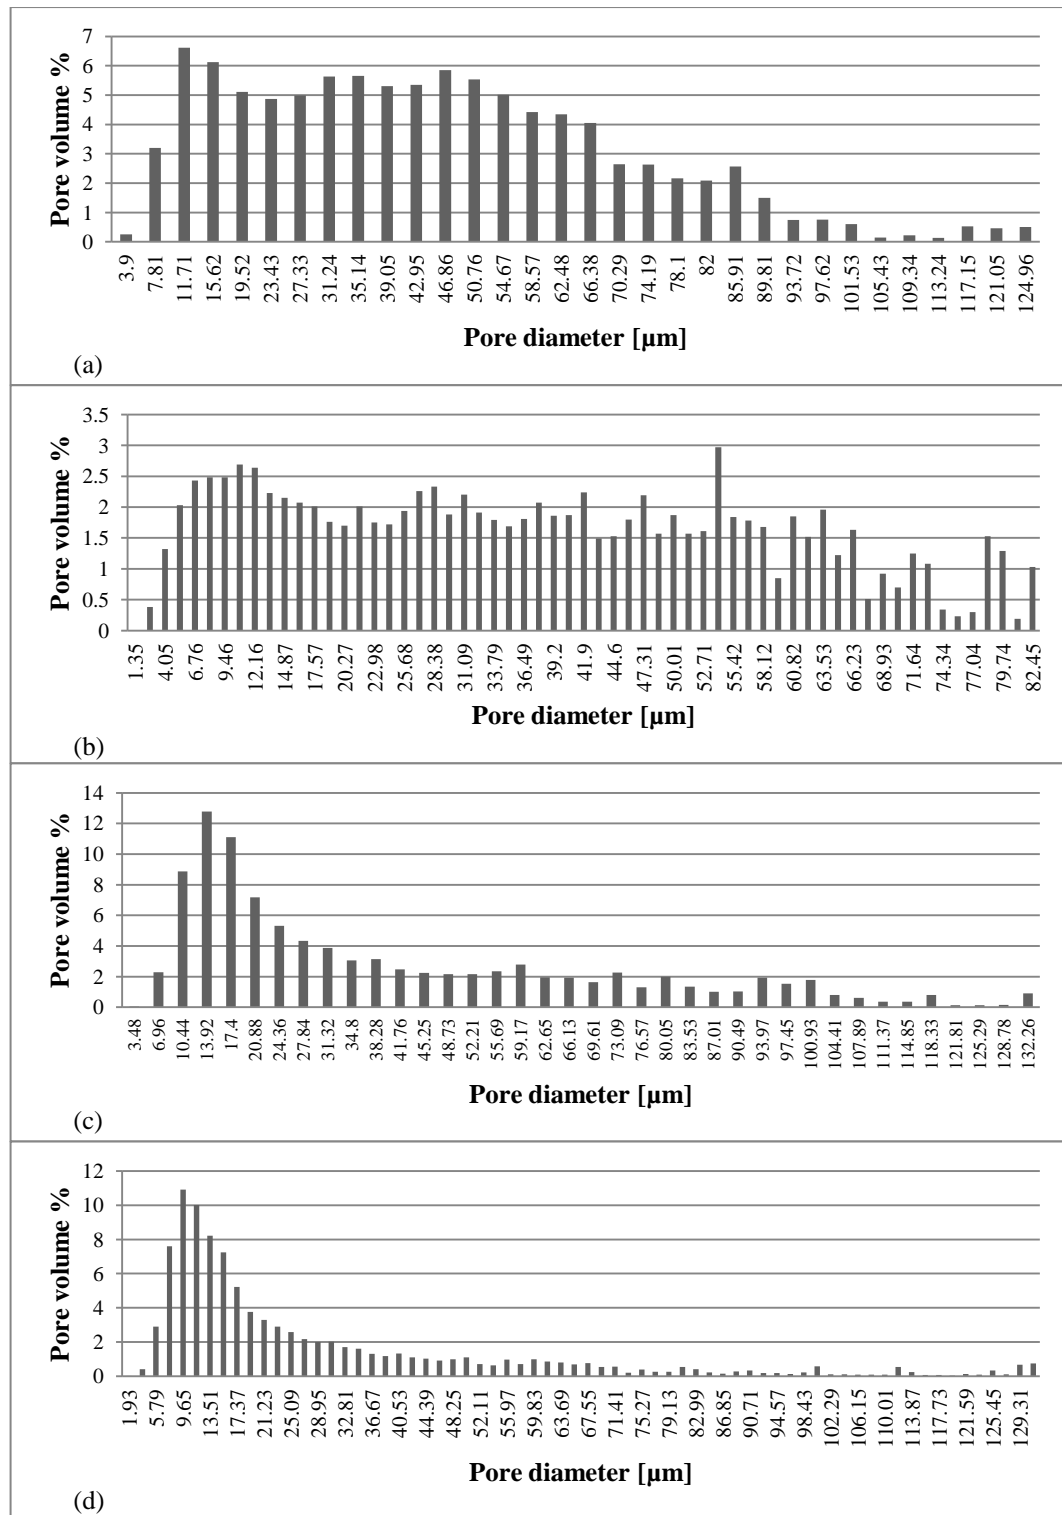 7
6
5
4
3
2
1
0
Pore volume %
3.9 7.81 11.71 15.62 19.52 23.43 27.33 31.24 35.14 39.05 42.95 46.86 50.76 54.67 58.57 62.48 66.38 70.29 74.19 78.1 82 85.91 89.81 93.72 97.62 101.53 105.43 109.34 113.24 117.15 121.05 124.96
Pore diameter [µm]
(a)
3.5
3
2.5
2
1.5
1
0.5
0
Pore volume %
1.35 4.05 6.76 9.46 12.16 14.87 17.57 20.27 22.98 25.68 28.38 31.09 33.79 36.49 39.2 41.9 44.6 47.31 50.01 52.71 55.42 58.12 60.82 63.53 66.23 68.93 71.64 74.34 77.04 79.74 82.45
Pore diameter [µm]
(b)
14
12
10
8
6
4
2
0
Pore volume %
3.48 6.96 10.44 13.92 17.4 20.88 24.36 27.84 31.32 34.8 38.28 41.76 45.25 48.73 52.21 55.69 59.17 62.65 66.13 69.61 73.09 76.57 80.05 83.53 87.01 90.49 93.97 97.45 100.93 104.41 107.89 111.37 114.85 118.33 121.81 125.29 128.78 132.26
Pore diameter [µm]
(c)
12
10
8
6
4
2
0
Pore volume %
1.93 5.79 9.65 13.51 17.37 21.23 25.09 28.95 32.81 36.67 40.53 44.39 48.25 52.11 55.97 59.83 63.69 67.55 71.41 75.27 79.13 82.99 86.85 90.71 94.57 98.43 102.29 106.15 110.01 113.87 117.73 121.59 125.45 129.31
Pore diameter [µm]
(d)